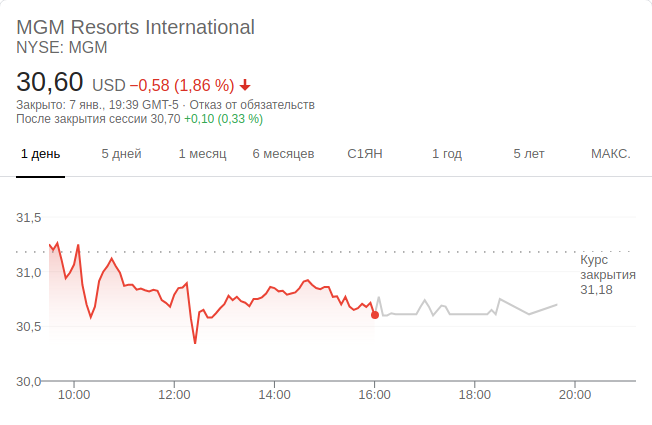 MGM Resorts International
NYSE: MGM
30,60 USD −0,58 (1,86 %)
Закрыто: 7 янв., 19:39 GMT-5 · Отказ от обязательств
После закрытия сессии 30,70 +0,10 (0,33 %)
1 день 5 дней 1 месяц 6 месяцев С1ЯН 1 год 5 лет МАКС.
31,5
Курс
закрытия
31,18
31,0
30,5
30,0
10:00 12:00 14:00 16:00 18:00 20:00